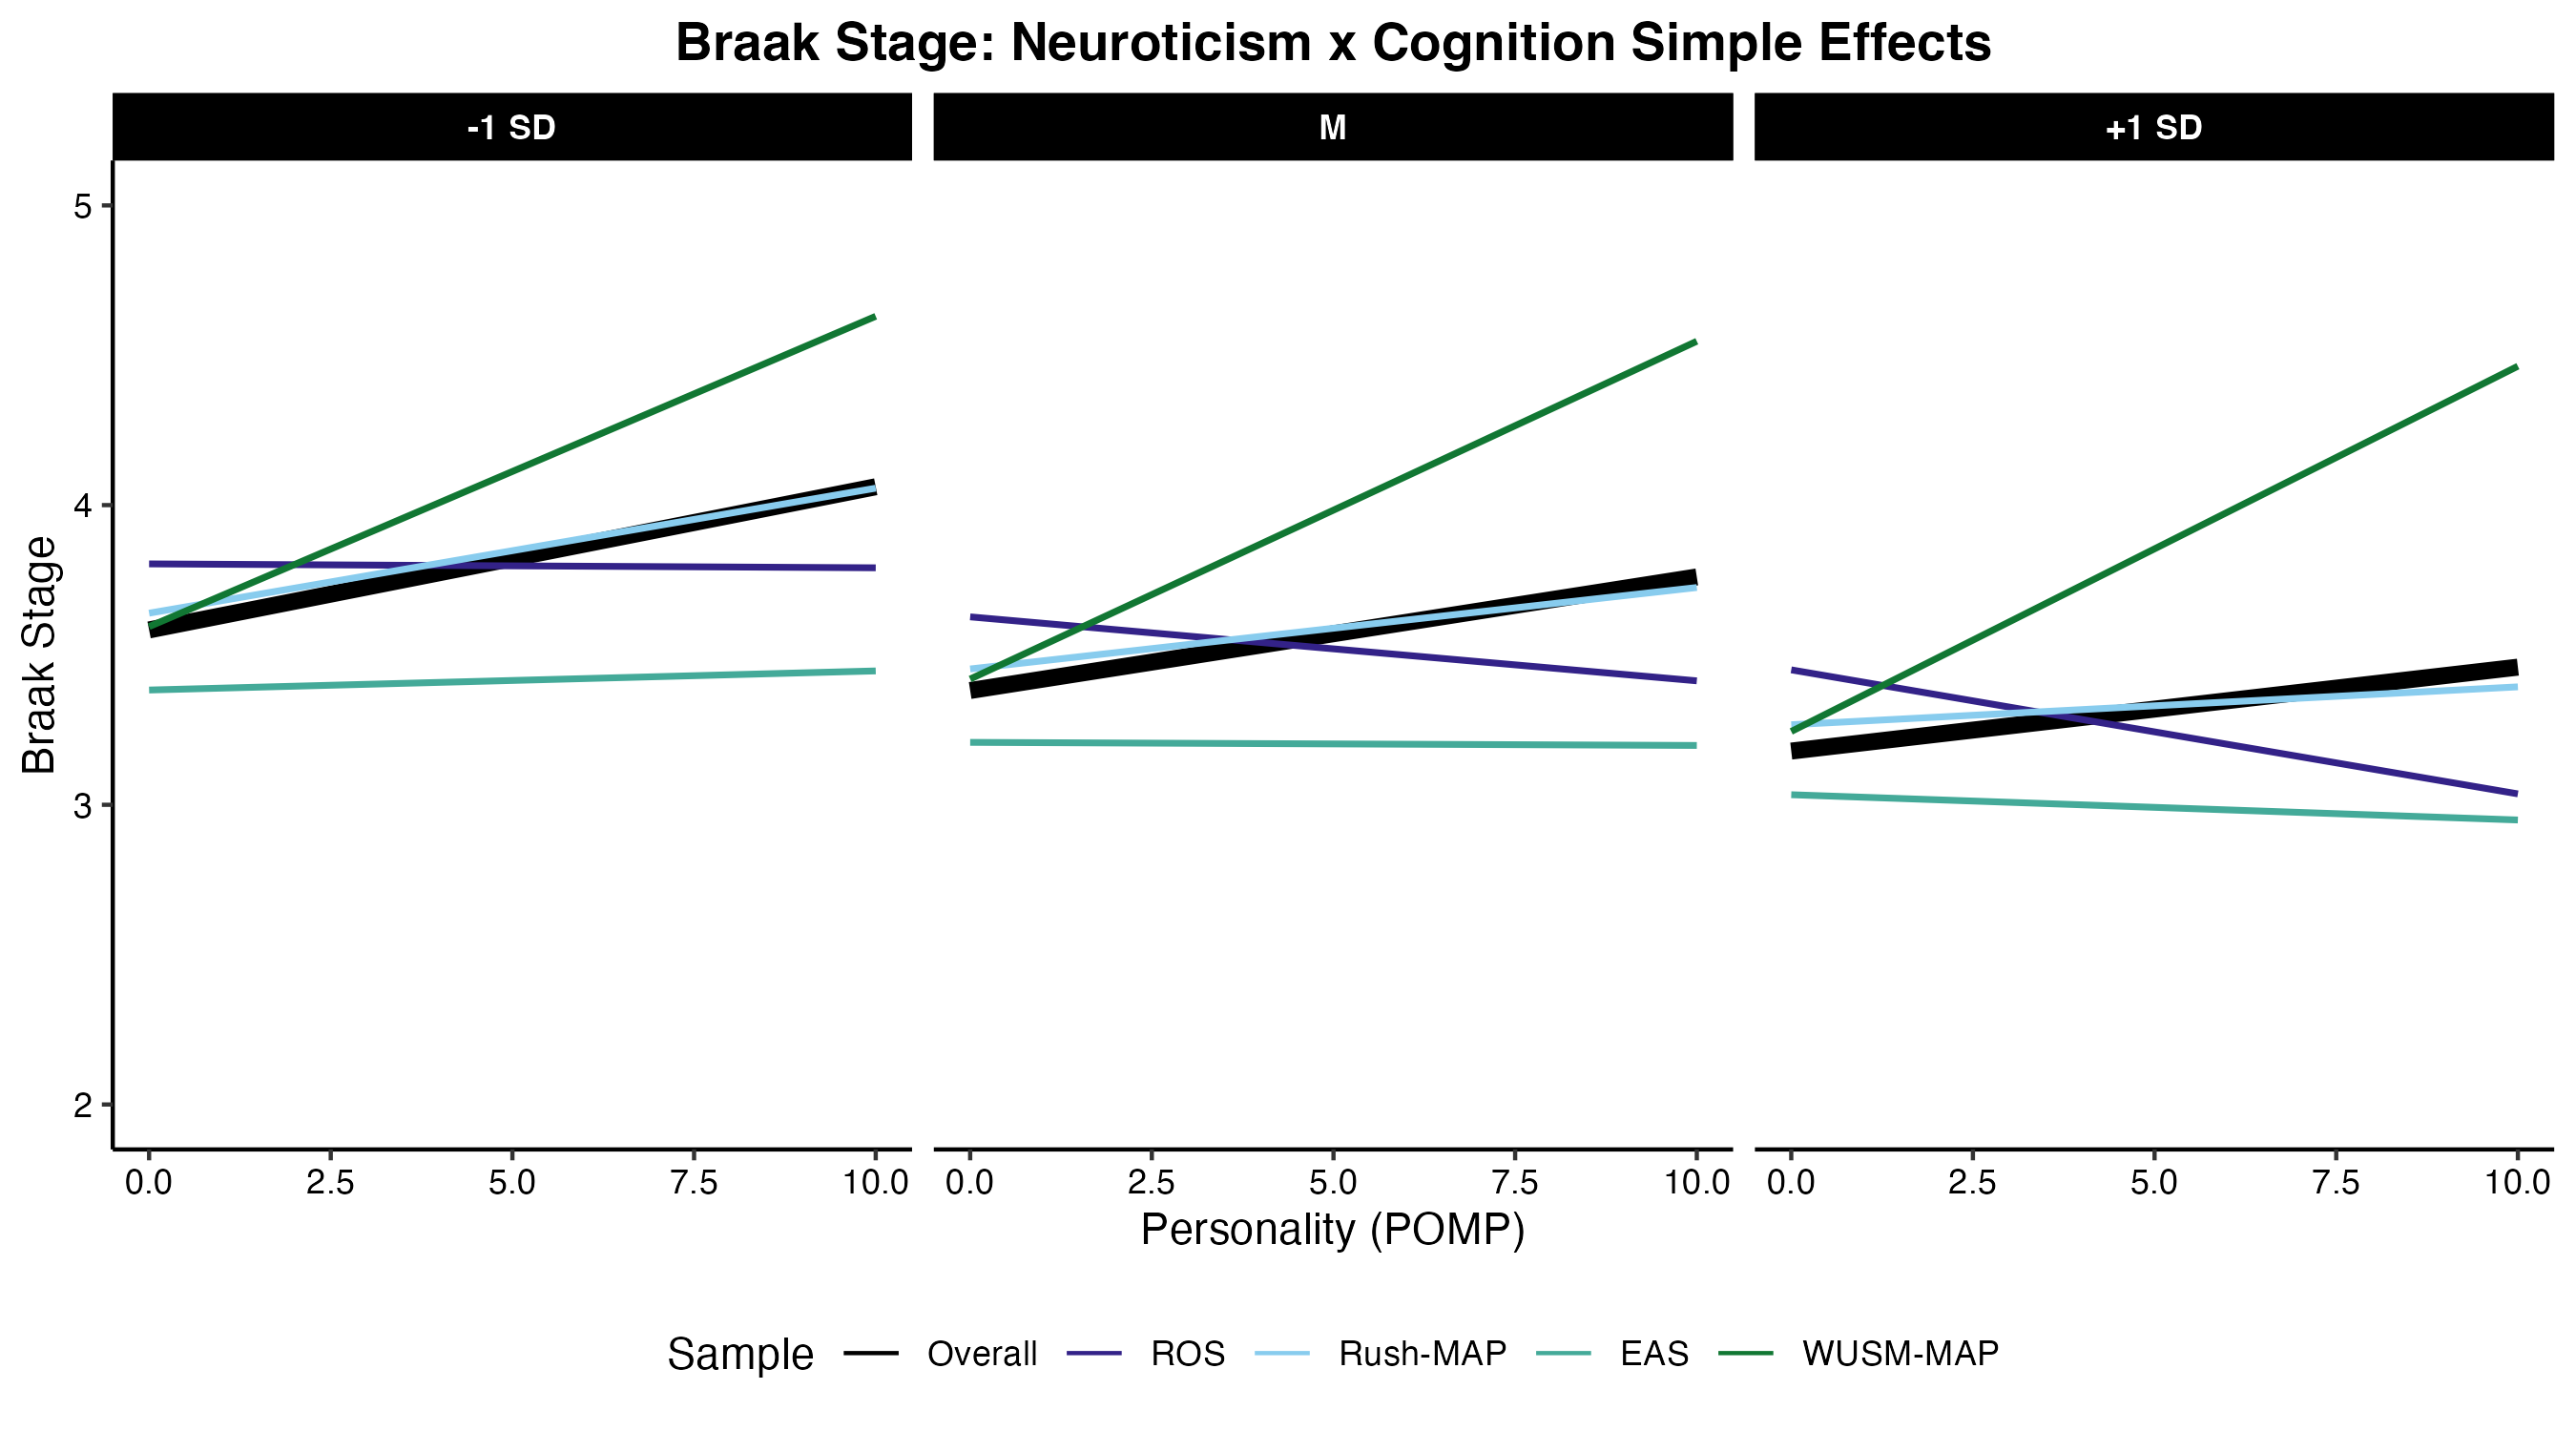 Braak Stage: Neuroticism x Cognition Simple Effects
-1 SD
M
+1 SD
Braak Stage
5
4
3
2
0.0 2.5 5.0 7.5 10.0
0.0 2.5 5.0 7.5 10.0
0.0 2.5 5.0 7.5 10.0
Personality (POMP)
Sample Overall ROS Rush-MAP EAS WUSM-MAP